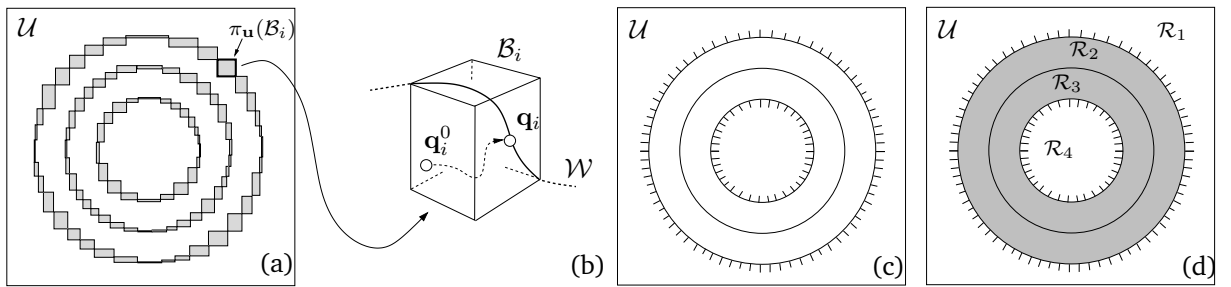 𝒰
π_𝐮(ℬ_i)
(a)
ℬ_i
𝐪_i
𝐪_i^0
𝒲
(b)
𝒰
(c)
𝒰
ℛ_1
ℛ_2
ℛ_3
ℛ_4
(d)